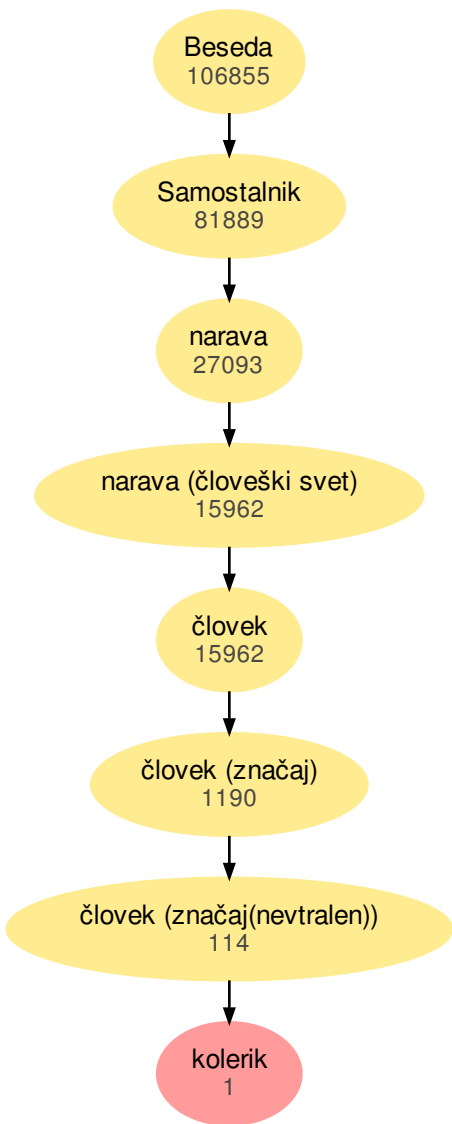 Beseda
106855
Samostalnik
81889
narava
27093
narava (človeški svet)
15962
človek
15962
človek (značaj)
1190
človek (značaj(nevtralen))
114
kolerik
1